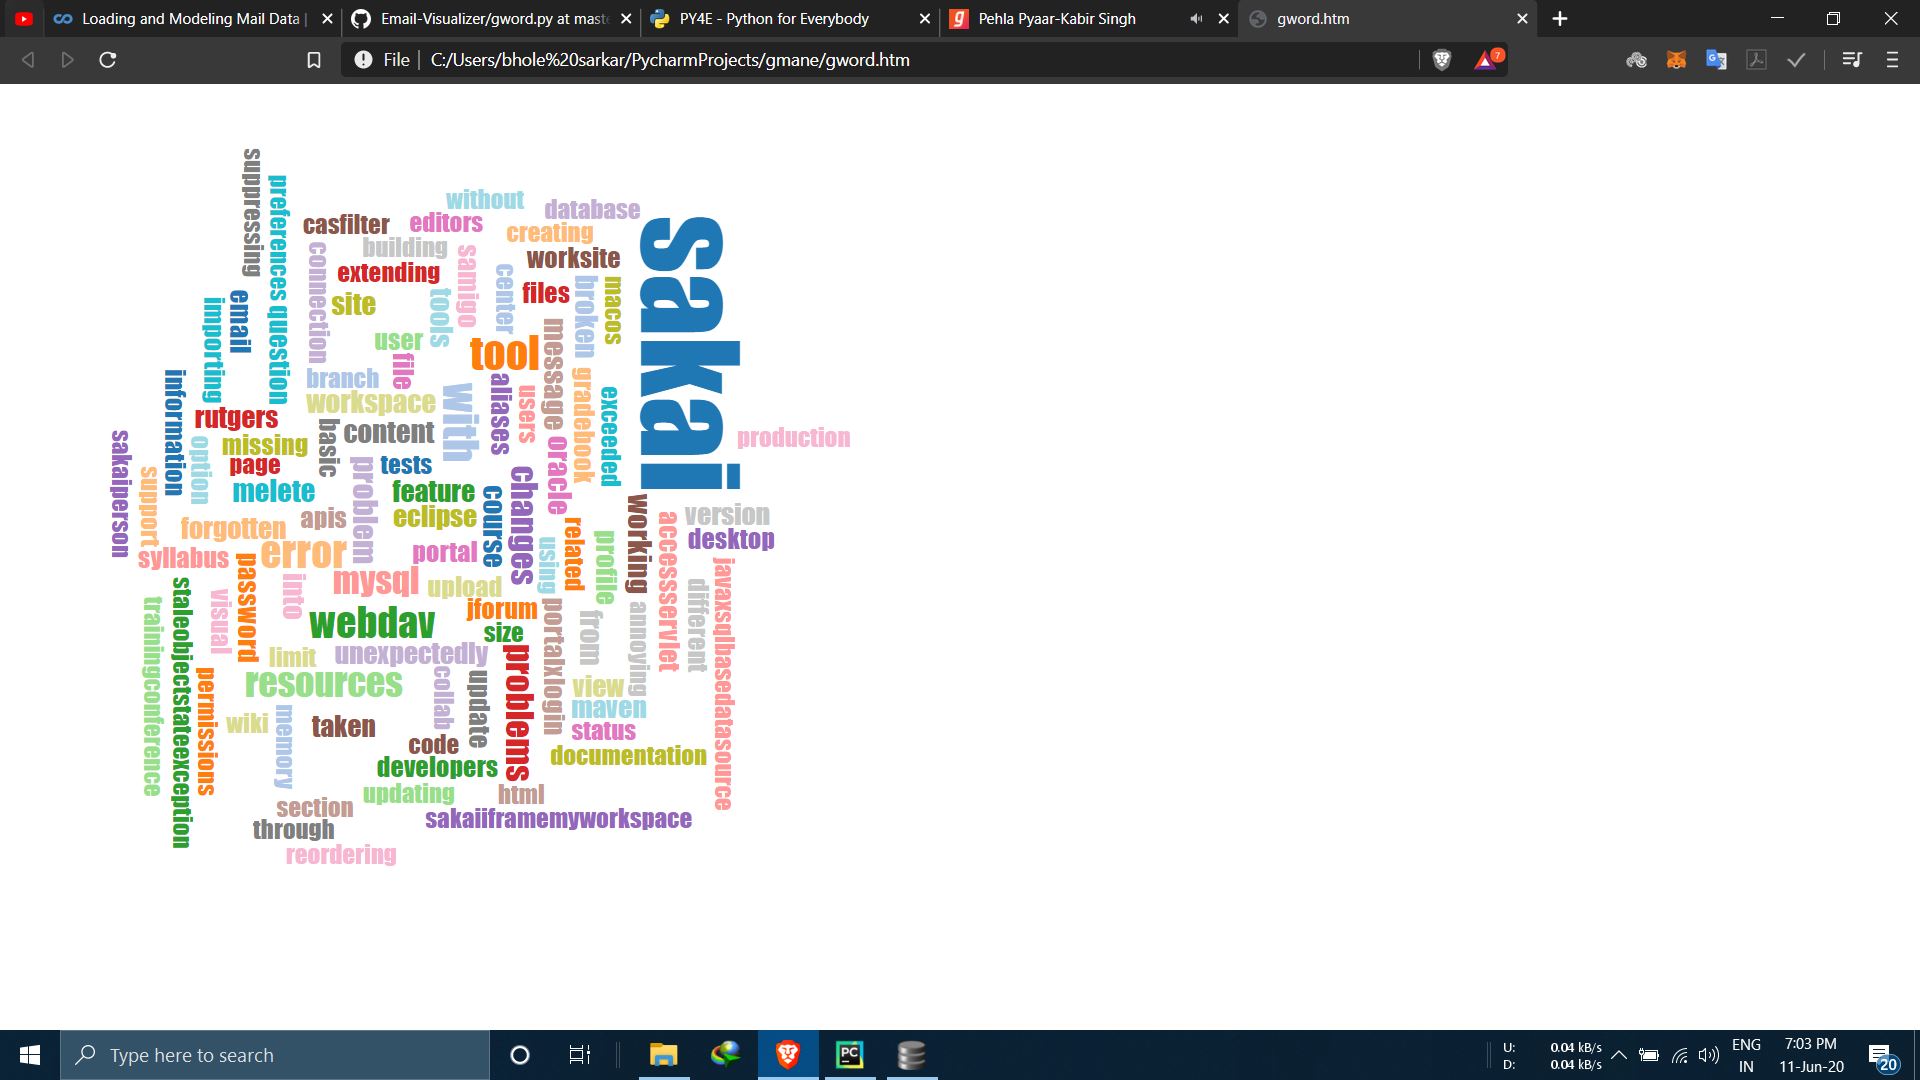 Loading and Modeling Mail Data |
Email-Visualizer/gword.py at maste
PY4E - Python for Everybody
Pehla Pyaar-Kabir Singh
gword.htm
File | C:/Users/bhole%20sarkar/PycharmProjects/gmane/gword.htm
7
suppressing
preferences
question
without
database
casfilter
editors
creating
building
worksite
sakai
connection
extending
samigo
center
files
broken
macos
email
importing
site
tools
user
tool
message
file
information
branch
aliases
users
gradebook
exceeded
workspace
with
rutgers
basic
content
production
sakaiperson
option
missing
page
problem
tests
oracle
support
melete
feature
changes
course
working
forgotten
apis
eclipse
related
accessservlet
version
desktop
syllabus
error
portal
using
profile
password
into
mysql
upload
different
javaxsqlbasedatasource
trainingconference
staleobjectstateexception
visual
webdav
jforum
size
portalxlogin
from
annoying
limit
unexpectedly
problems
permissions
resources
collab
update
view
maven
wiki
memory
taken
status
code
documentation
developers
updating
html
section
sakaiiframemyworkspace
through
reordering
Type here to search
PC
U: 0.04 kB/s
D: 0.04 kB/s
ENG
IN
7:03 PM
11-Jun-20
20